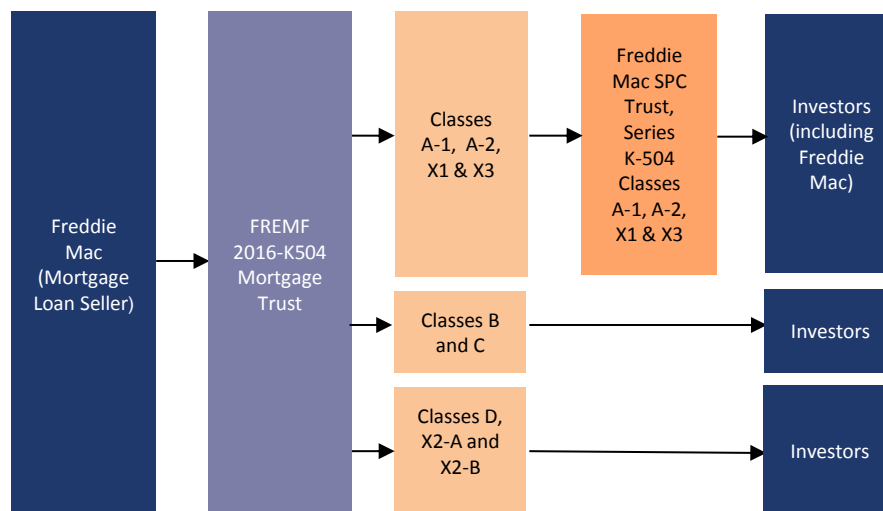 Freddie
Mac
(Mortgage
Loan Seller)
FREMF
2016-K504
Mortgage
Trust
Classes
A-1, A-2,
X1 & X3
Freddie
Mac SPC
Trust,
Series
K-504
Classes
A-1, A-2,
X1 & X3
Investors
(including
Freddie
Mac)
Classes B
and C
Investors
Classes D,
X2-A and
X2-B
Investors